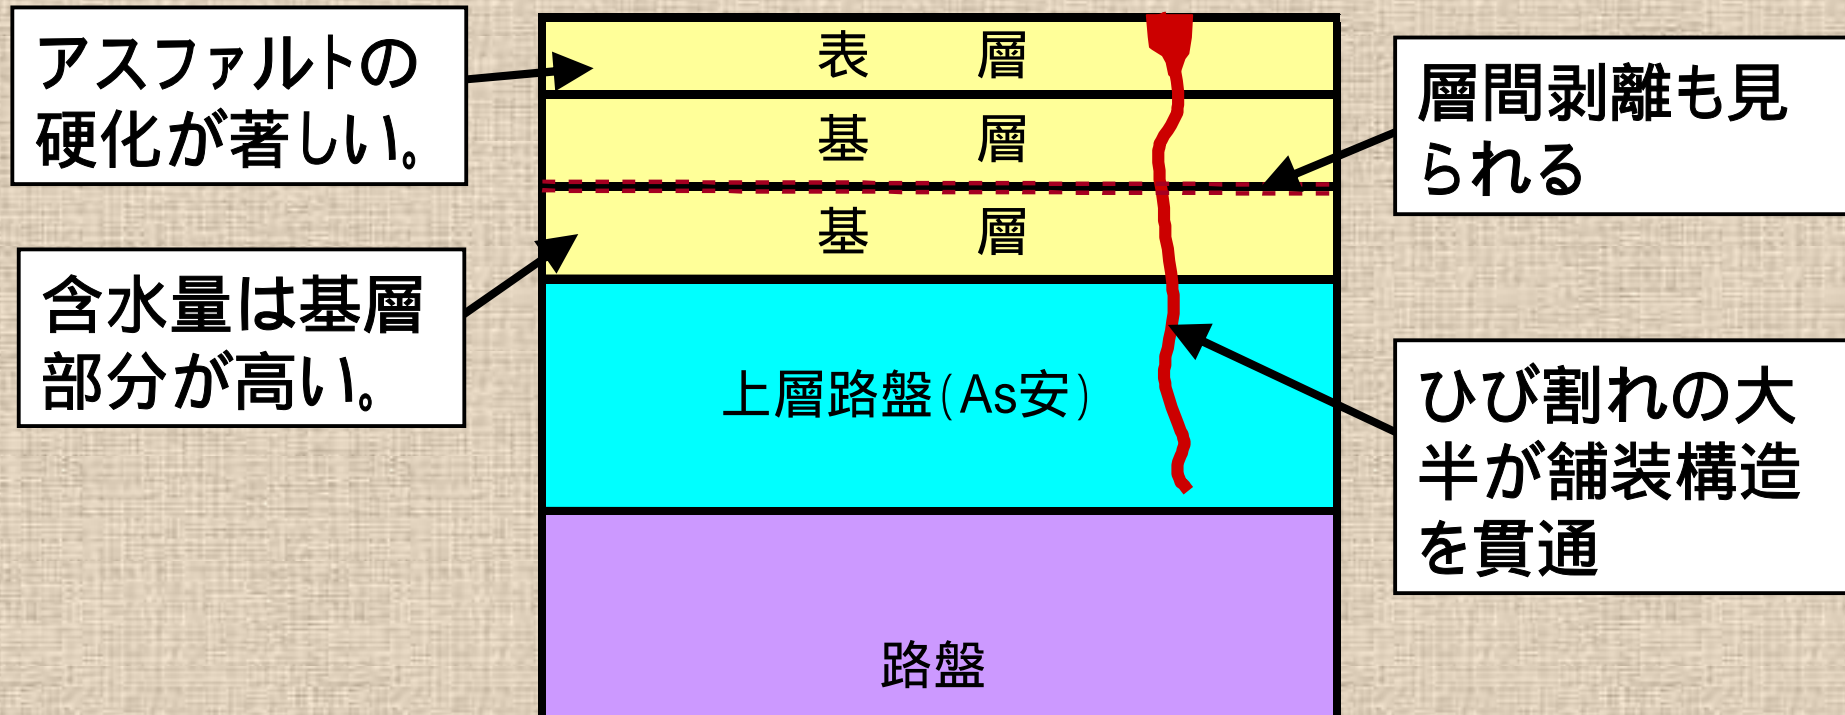 アスファルトの
硬化が著しい。
含水量は基層
部分が高い。
表　層
基　層
基　層
上層路盤(As安)
路盤
層間剥離も見
られる
ひび割れの大
半が舗装構造
を貫通